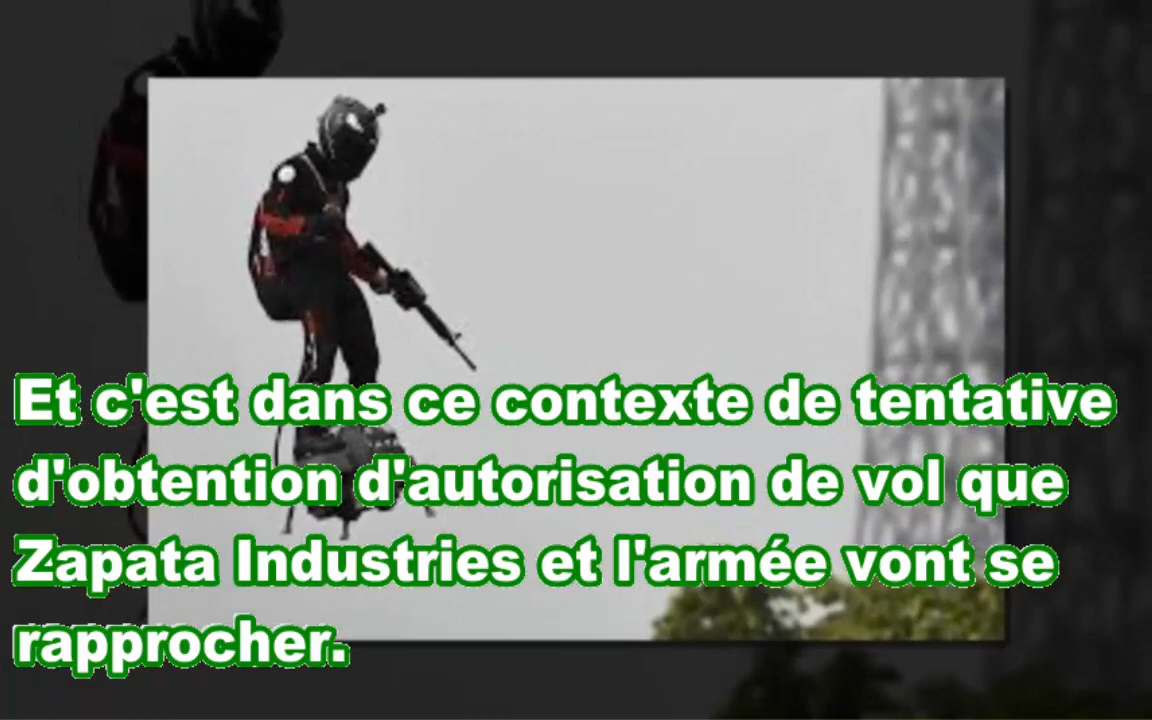 Et c'est dans ce contexte de tentative
d'obtention d'autorisation de vol que
Zapata Industries et l'armée vont se
rapprocher.